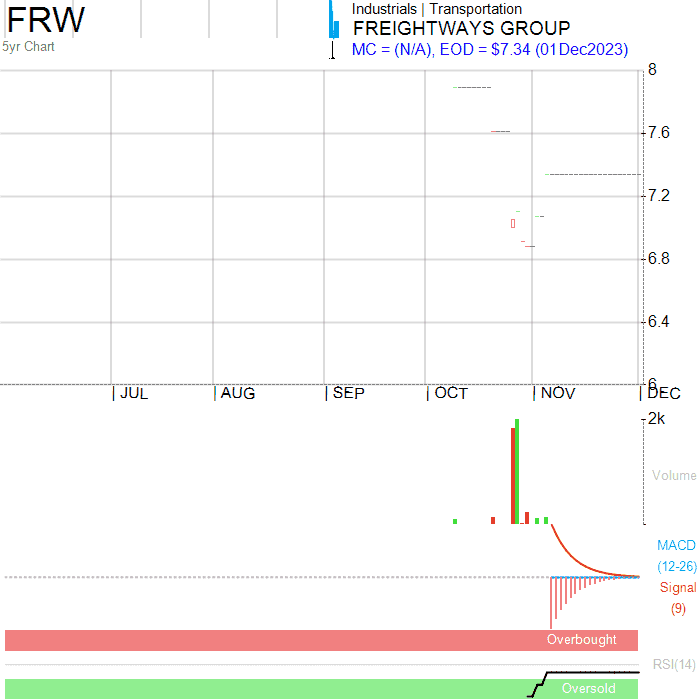 FRW
Industrials | Transportation
FREIGHTWAYS GROUP
5yr Chart
MC = (N/A), EOD = $7.34 (01Dec2023)
8
7.6
7.2
6.8
6.4
6
JUL
AUG
SEP
OCT
NOV
DEC
2k
Volume
MACD
(12-26)
Signal
(9)
Overbought
RSI(14)
Oversold